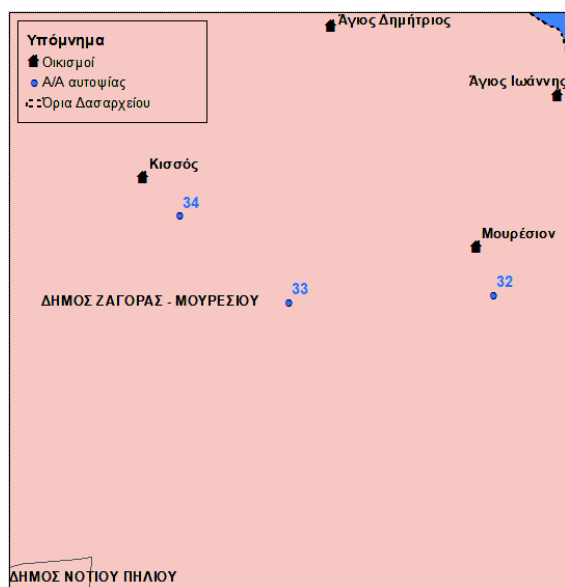 Άγιος Δημήτριος
Υπόμνημα
Οικισμοί
Α/Α αυτοψίας
Όρια Δασαρχείου
Άγιος Ιωάννης
Κισσός
34
Μουρέσιον
32
33
ΔΗΜΟΣ ΖΑΓΟΡΑΣ - ΜΟΥΡΕΣΙΟΥ
ΔΗΜΟΣ ΝΟΤΙΟΥ ΠΗΛΙΟΥ